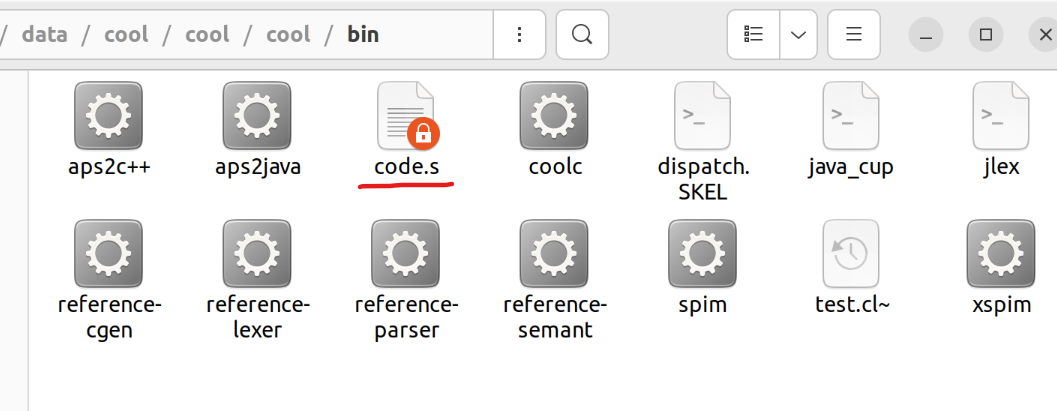 / data / cool / cool / cool / bin
aps2c++
aps2java
code.s
coolc
dispatch.
SKEL
java_cup
jlex
reference-
cgen
reference-
lexer
reference-
parser
reference-
semant
spim
test.cl~
xspim